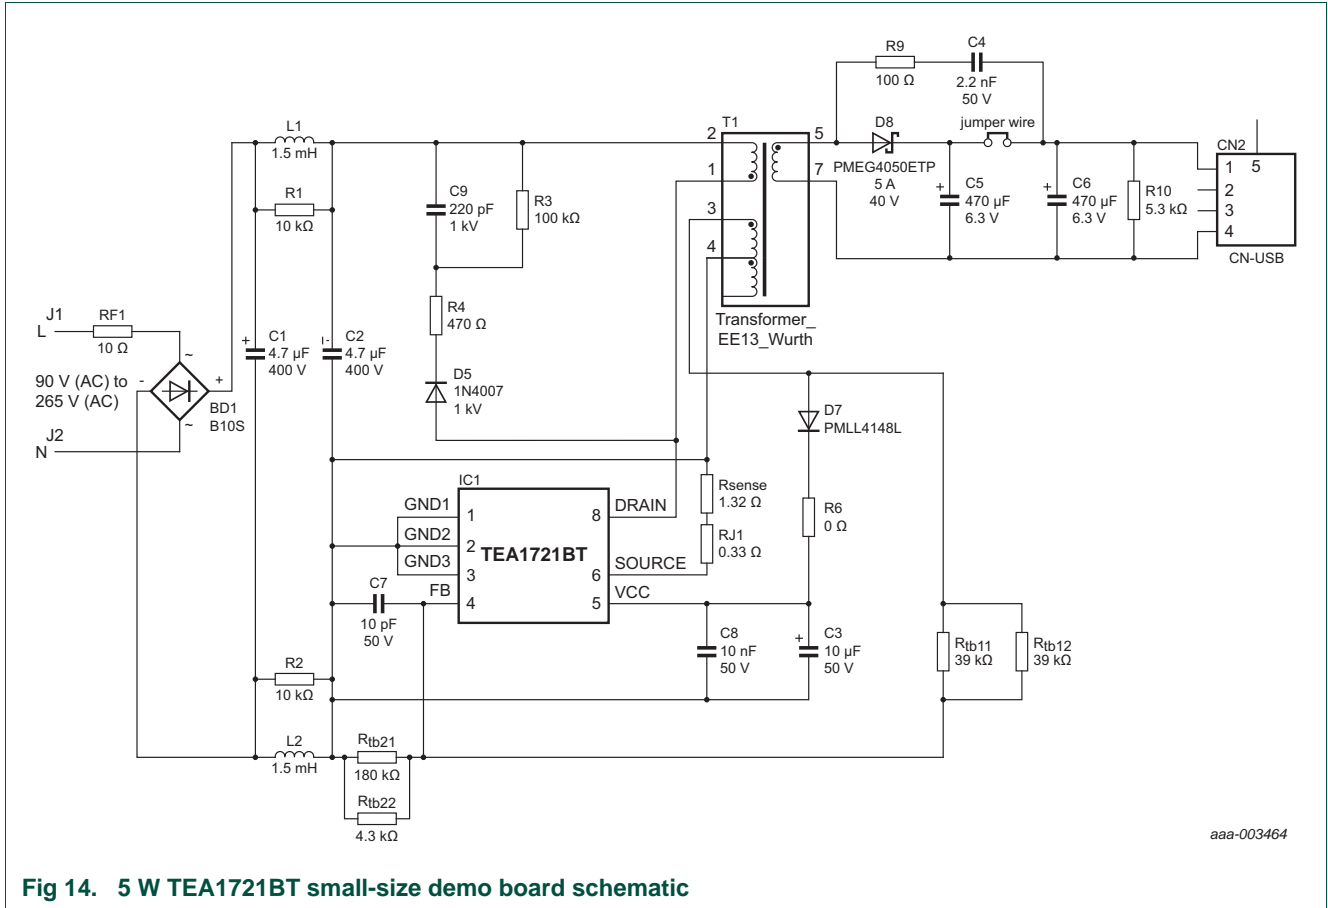 R9
100 Ω
C4
2.2 nF
50 V
T1
2
1
3
4
5
7
D8
PMEG4050ETP
5 A
40 V
jumper wire
CN2
5
1
2
3
4
CN-USB
L1
1.5 mH
R1
10 kΩ
C9
220 pF
1 kV
R3
100 kΩ
+
C5
470 µF
6.3 V
+
C6
470 µF
6.3 V
R10
5.3 kΩ
R4
470 Ω
Transformer_
EE13_Wurth
J1
L
RF1
10 Ω
~
-
+
~
90 V (AC) to
265 V (AC)
BD1
B10S
J2
N
+
C1
4.7 µF
400 V
C2
4.7 µF
400 V
D5
1N4007
1 kV
D7
PMLL4148L
IC1
GND1
1
GND2
2
GND3
3
FB
4
TEA1721BT
8
DRAIN
6
SOURCE
5
VCC
Rsense
1.32 Ω
RJ1
0.33 Ω
R6
0 Ω
C7
10 pF
50 V
C8
10 nF
50 V
+
C3
10 µF
50 V
Rtb11
39 kΩ
Rtb12
39 kΩ
R2
10 kΩ
L2
1.5 mH
Rtb21
180 kΩ
Rtb22
4.3 kΩ
aaa-003464
Fig 14. 5 W TEA1721BT small-size demo board schematic